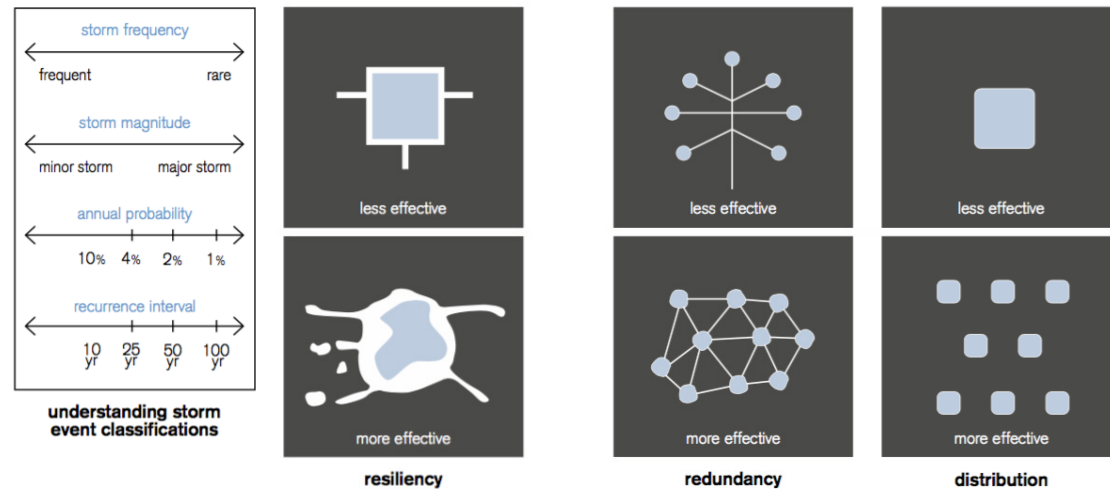 storm frequency
frequent rare
storm magnitude
minor storm major storm
annual probability
10% 4% 2% 1%
recurrence interval
10 25 50 100
yr yr yr yr
understanding storm
event classifications
less effective
more effective
resiliency
less effective
more effective
redundancy
less effective
more effective
distribution